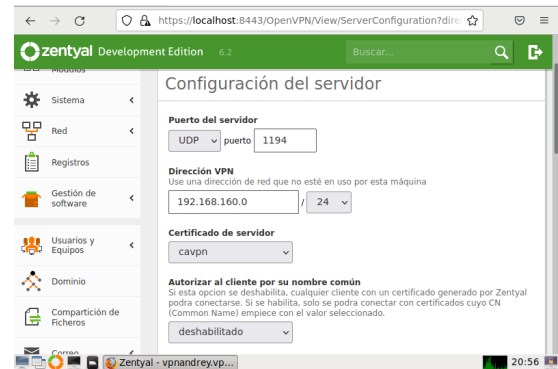 https://localhost:8443/OpenVPN/View/ServerConfiguration?dire
zentyal Development Edition 6.2
Buscar...
Módulos
Sistema
Red
Registros
Gestión de
software
Usuarios y
Equipos
Dominio
Compartición de
Ficheros
Correo
Configuración del servidor
Puerto del servidor
UDP puerto 1194
Dirección VPN
Use una dirección de red que no esté en uso por esta máquina
192.168.160.0 / 24
Certificado de servidor
cavpn
Autorizar al cliente por su nombre común
Si esta opcion se deshabilita, cualquier cliente con un certificado generado por Zentyal
podra conectarse. Si se habilita, solo se podra conectar con certificados cuyo CN
(Common Name) empiece con el valor seleccionado.
deshabilitado
Zentyal - vpnandrey.vp...
20:56